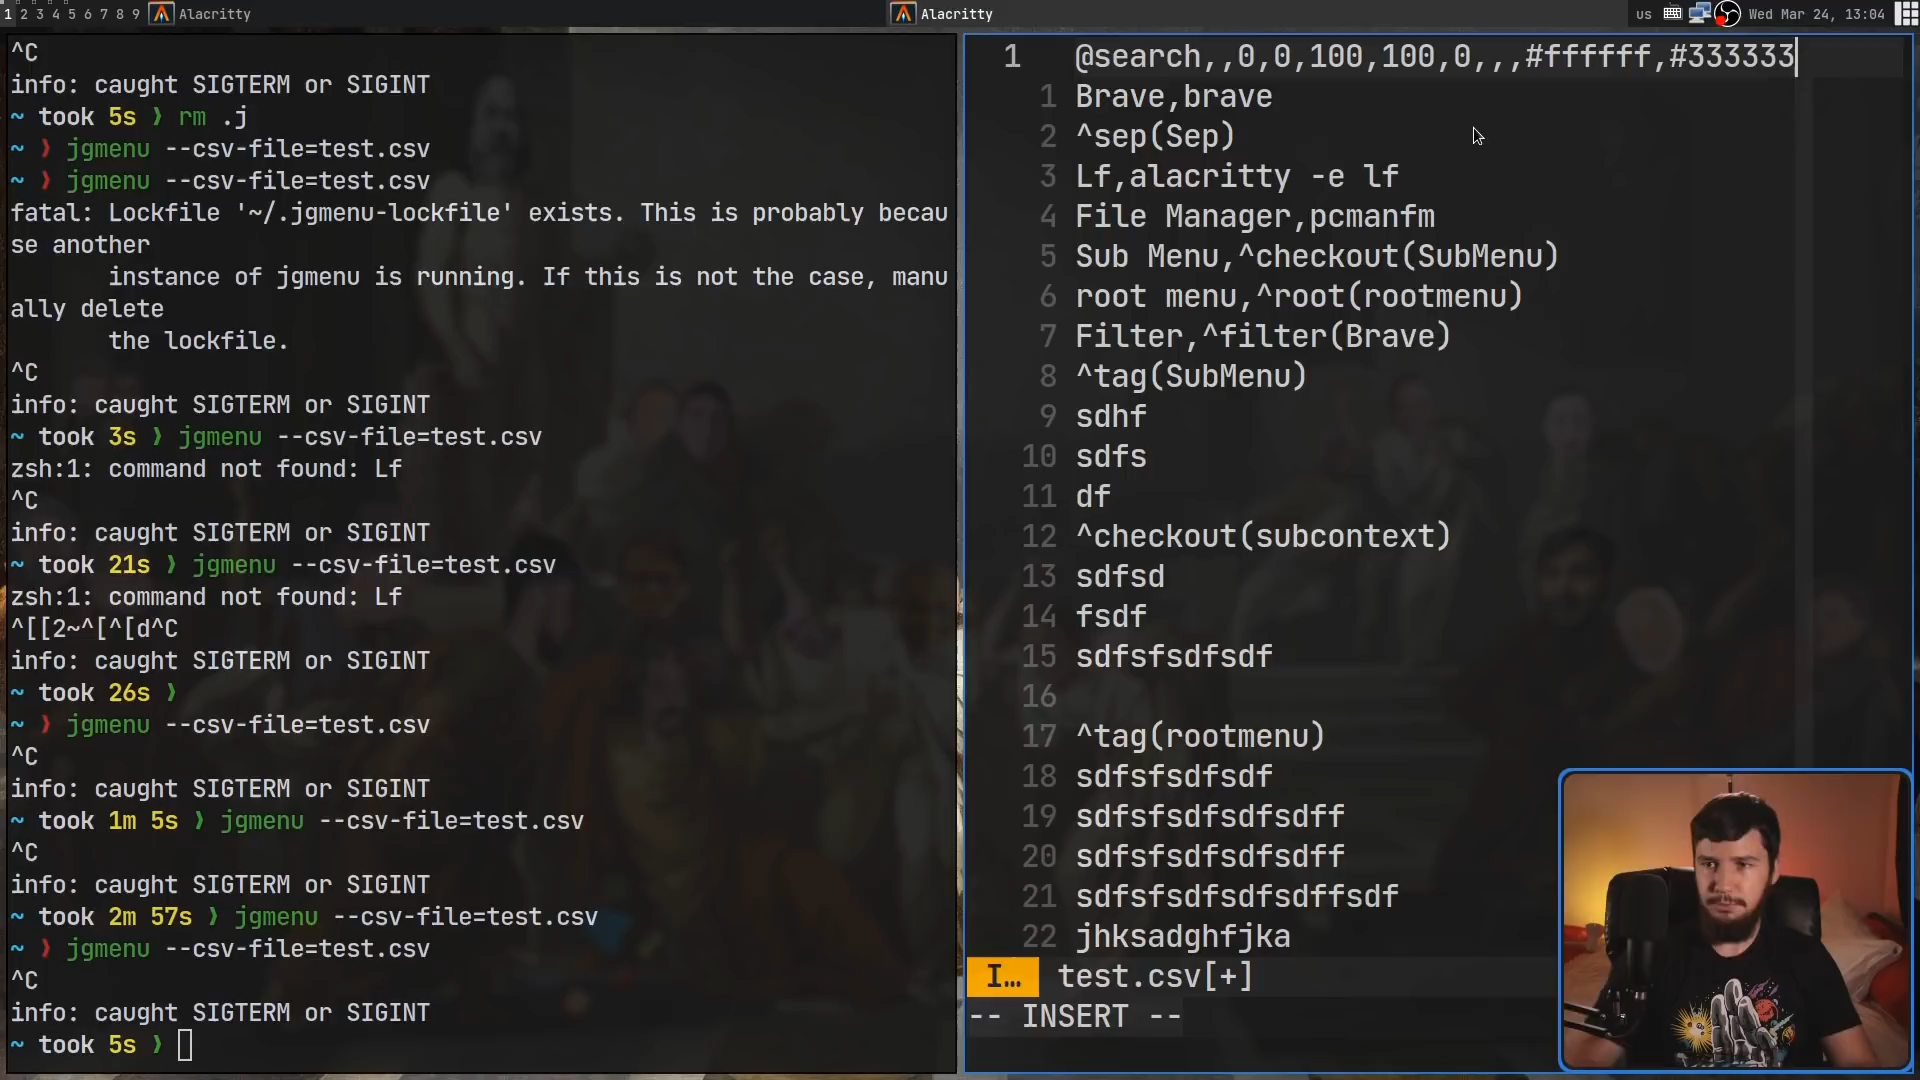 1 2 3 4 5 6 7 8 9 Alacritty Alacritty us Wed Mar 24, 13:04
^C
info: caught SIGTERM or SIGINT
~ took 5s ❯ rm .j
~ ❯ jgmenu --csv-file=test.csv
~ ❯ jgmenu --csv-file=test.csv
fatal: Lockfile '~/.jgmenu-lockfile' exists. This is probably becau
se another
instance of jgmenu is running. If this is not the case, manu
ally delete
the lockfile.
^C
info: caught SIGTERM or SIGINT
~ took 3s ❯ jgmenu --csv-file=test.csv
zsh:1: command not found: Lf
^C
info: caught SIGTERM or SIGINT
~ took 21s ❯ jgmenu --csv-file=test.csv
zsh:1: command not found: Lf
^[[2~^[^[d^C
info: caught SIGTERM or SIGINT
~ took 26s ❯
~ ❯ jgmenu --csv-file=test.csv
^C
info: caught SIGTERM or SIGINT
~ took 1m 5s ❯ jgmenu --csv-file=test.csv
^C
info: caught SIGTERM or SIGINT
~ took 2m 57s ❯ jgmenu --csv-file=test.csv
~ ❯ jgmenu --csv-file=test.csv
^C
info: caught SIGTERM or SIGINT
~ took 5s ❯
1 @search,,0,0,100,100,0,,,#ffffff,#333333
1 Brave,brave
2 ^sep(Sep)
3 Lf,alacritty -e lf
4 File Manager,pcmanfm
5 Sub Menu,^checkout(SubMenu)
6 root menu,^root(rootmenu)
7 Filter,^filter(Brave)
8 ^tag(SubMenu)
9 sdhf
10 sdfs
11 df
12 ^checkout(subcontext)
13 sdfsd
14 fsdf
15 sdfsfsdfsdf
16
17 ^tag(rootmenu)
18 sdfsfsdfsdf
19 sdfsfsdfsdfsdff
20 sdfsfsdfsdfsdff
21 sdfsfsdfsdfsdffsdf
22 jhksadghfjka
I… test.csv[+]
-- INSERT --